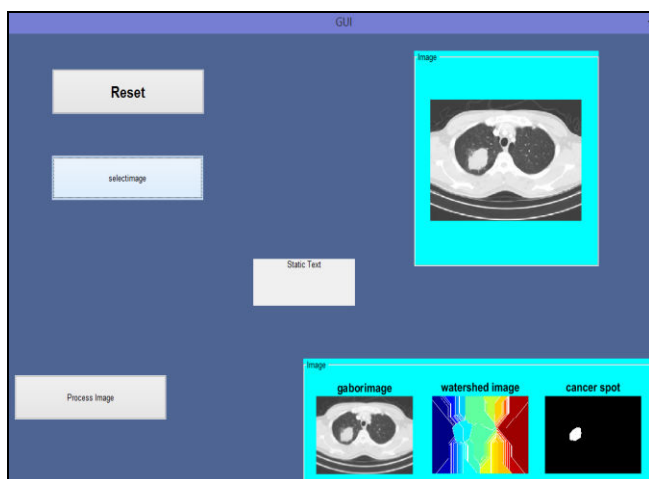 GUI
Image
Reset
selectimage
Static Text
Image
gaborimage watershed image cancer spot
Process Image